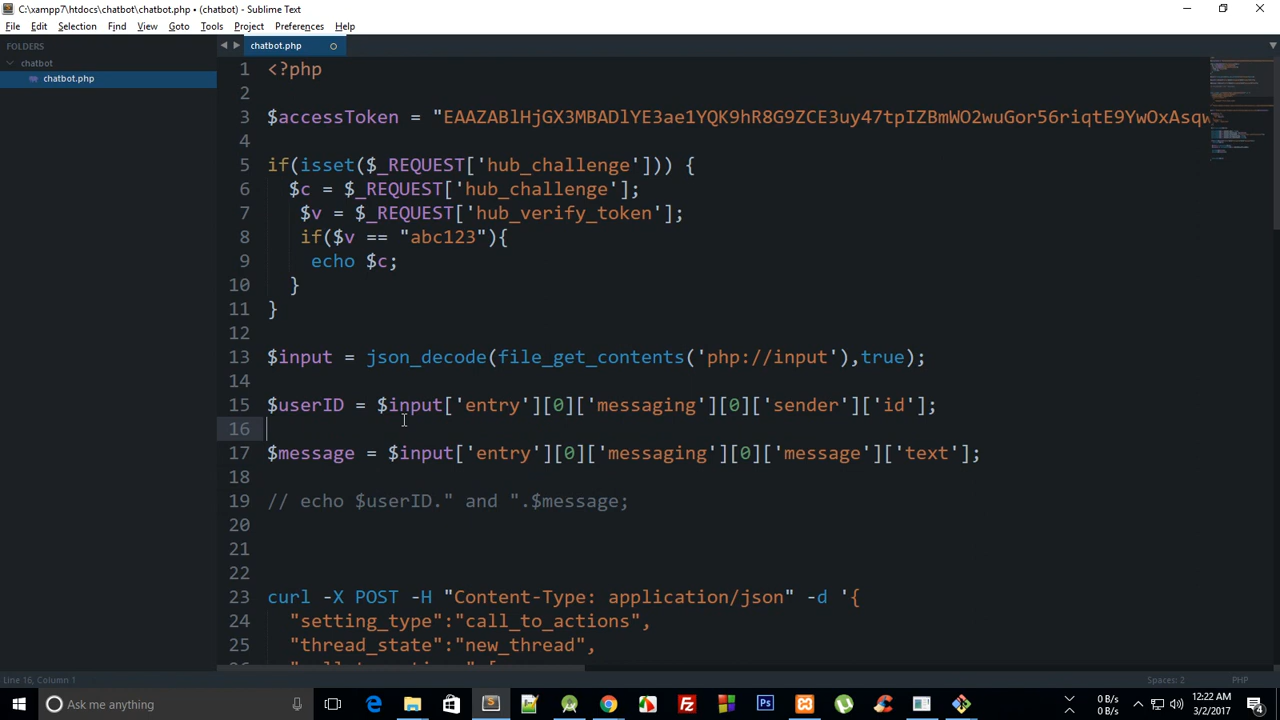 C:\xampp7\htdocs\chatbot\chatbot.php • (chatbot) - Sublime Text
File Edit Selection Find View Goto Tools Project Preferences Help
FOLDERS
chatbot
chatbot.php
chatbot.php
1 <?php
2
3 $accessToken = "EAAZABlHjGX3MBADlYE3ae1YQK9hR8G9ZCE3uy47tpIZBmWO2wuGor56riqtE9YwOxAsqw
4
5 if(isset($_REQUEST['hub_challenge'])) {
6 $c = $_REQUEST['hub_challenge'];
7 $v = $_REQUEST['hub_verify_token'];
8 if($v == "abc123"){
9 echo $c;
10 }
11 }
12
13 $input = json_decode(file_get_contents('php://input'),true);
14
15 $userID = $input['entry'][0]['messaging'][0]['sender']['id'];
16
17 $message = $input['entry'][0]['messaging'][0]['message']['text'];
18
19 // echo $userID." and ".$message;
20
21
22
23 curl -X POST -H "Content-Type: application/json" -d '{
24 "setting_type":"call_to_actions",
25 "thread_state":"new_thread",
Line 16, Column 1
Spaces: 2
PHP
Ask me anything
0 B/s
0 B/s
12:22 AM
3/2/2017
4